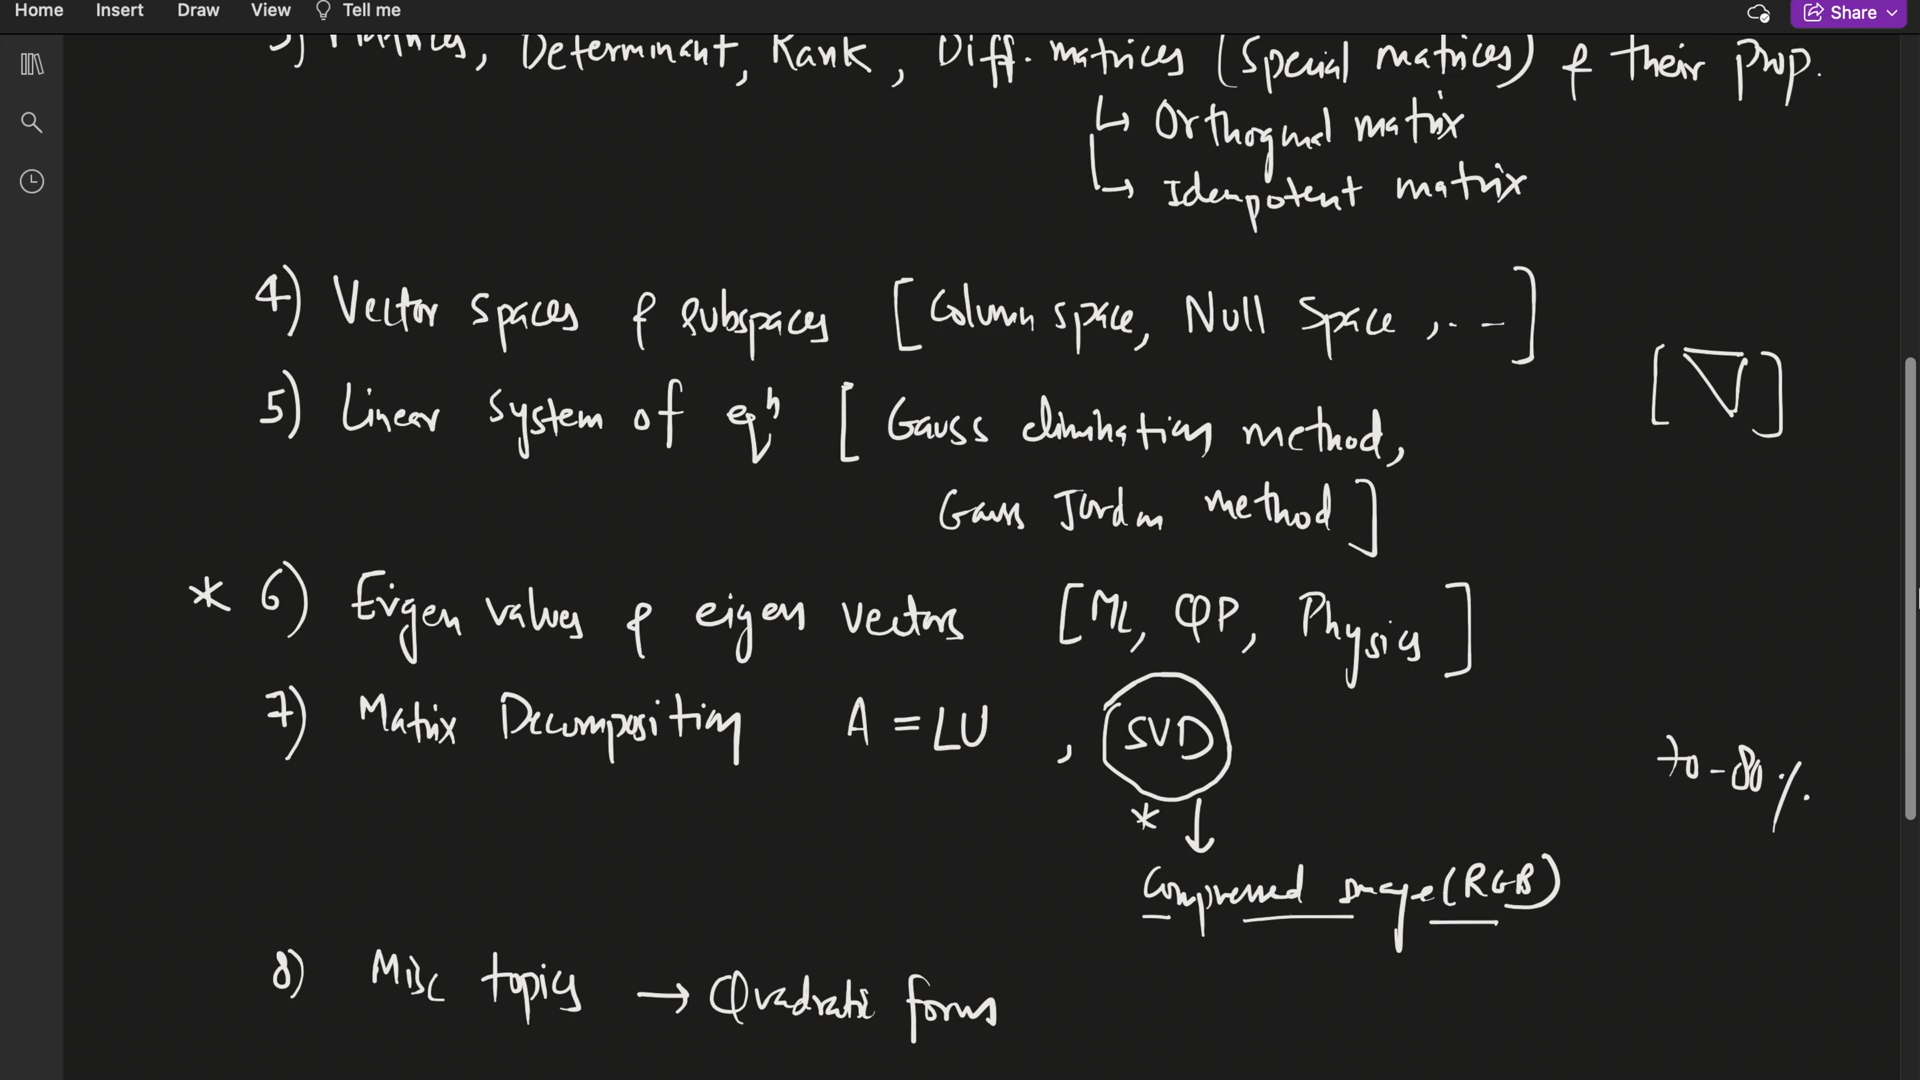 Home Insert Draw View Tell me Share
3) Matrices, Determinant, Rank, Diff. matrices (Special matrices) & their prop.
↳ Orthogonal matrix
↳ Idempotent matrix
4) Vector spaces & subspaces [Column space, Null Space, ...]
5) Linear system of eqn [Gauss elimination method,
Gauss Jordan method]
* 6) Eigen values & eigen vectors [ML, QP, Physics]
7) Matrix Decomposition A = LU , SVD
70-80%.
*
Compressed Image (RGB)
8) Misc topics → Quadratic forms